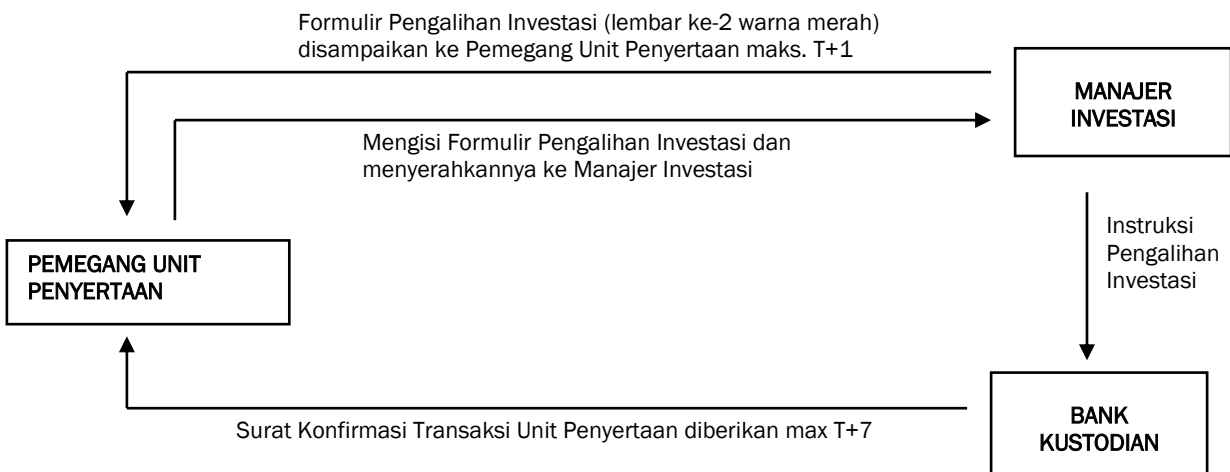 Formulir Pengalihan Investasi (lembar ke-2 warna merah)
disampaikan ke Pemegang Unit Penyertaan maks. T+1
MANAJER
INVESTASI
Mengisi Formulir Pengalihan Investasi dan
menyerahkannya ke Manajer Investasi
Instruksi
Pengalihan
Investasi
PEMEGANG UNIT
PENYERTAAN
Surat Konfirmasi Transaksi Unit Penyertaan diberikan max T+7
BANK
KUSTODIAN